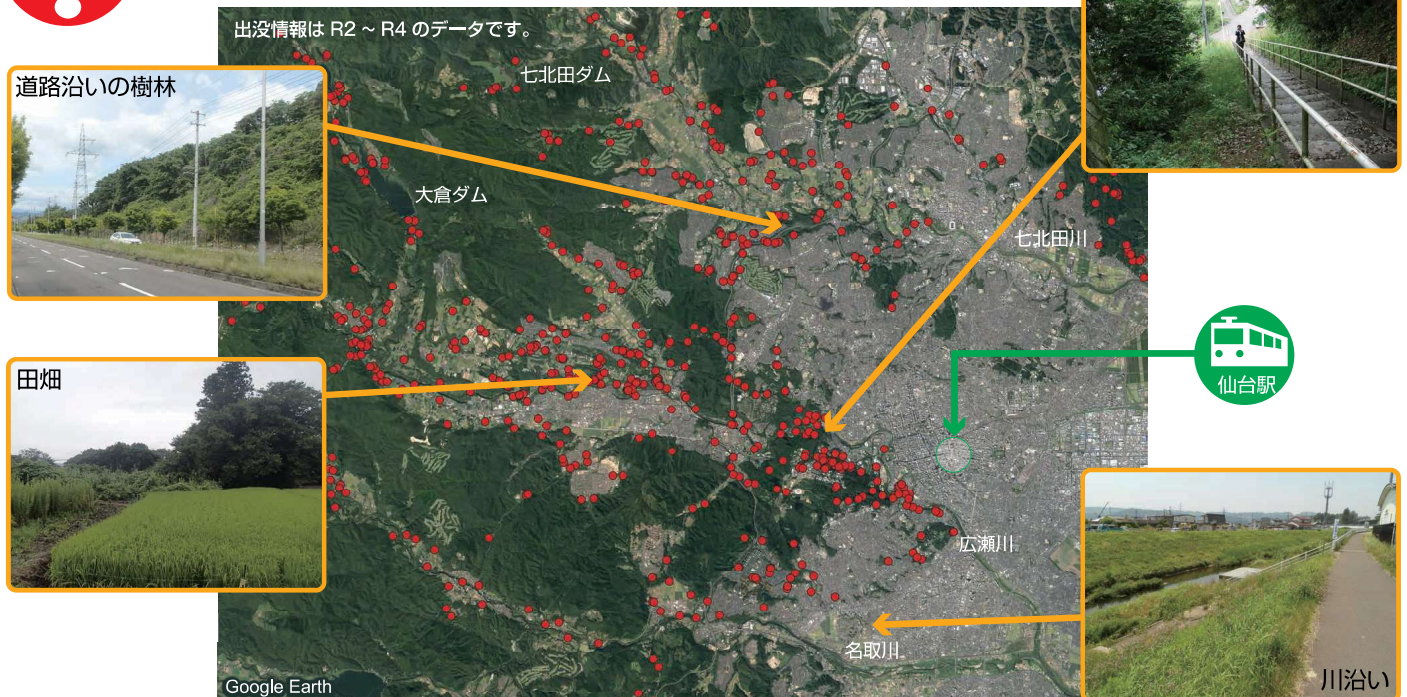 出没情報は R2 ~ R4 のデータです。
道路沿いの樹林
七北田ダム
大倉ダム
七北田川
仙台駅
田畑
広瀬川
名取川
川沿い
Google Earth